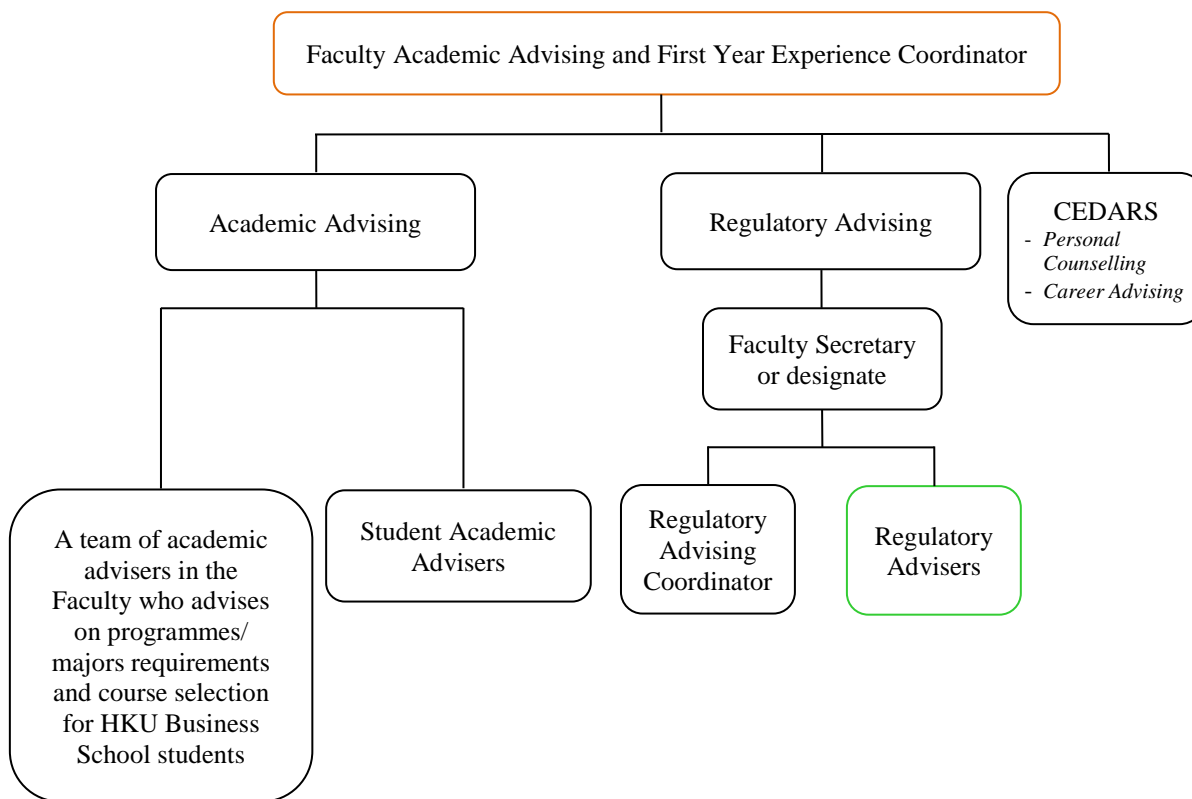 Faculty Academic Advising and First Year Experience Coordinator
Academic Advising
Regulatory Advising
CEDARS
- Personal
Counselling
- Career Advising
Faculty Secretary
or designate
A team of academic
advisers in the
Faculty who advises
on programmes/
majors requirements
and course selection
for HKU Business
School students
Student Academic
Advisers
Regulatory
Advising
Coordinator
Regulatory
Advisers